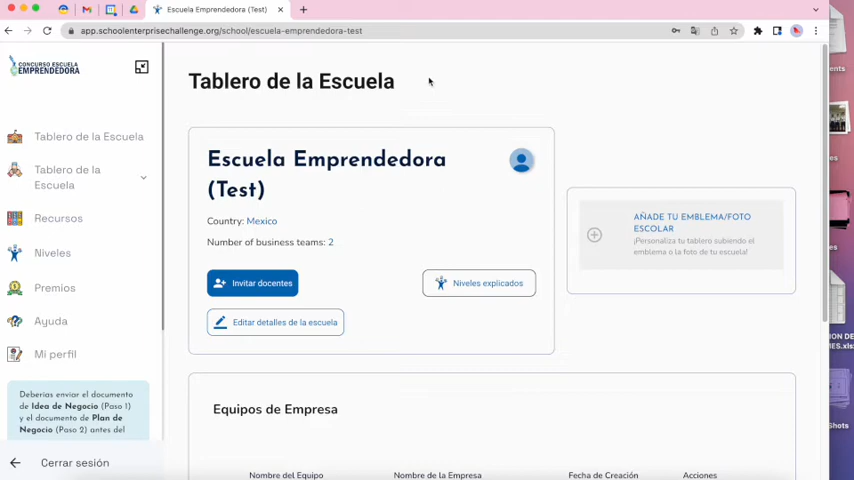 Escuela Emprendedora (Test)
app.schoolenterprisechallenge.org/school/escuela-emprendedora-test
CONCURSO ESCUELA
EMPRENDEDORA
Tablero de la Escuela
Tablero de la
Escuela
Recursos
Niveles
Premios
Ayuda
Mi perfil
Deberías enviar el documento
de Idea de Negocio (Paso 1)
y el documento de Plan de
Negocio (Paso 2) antes del
Cerrar sesión
Tablero de la Escuela
Escuela Emprendedora
(Test)
Country: Mexico
Number of business teams: 2
Invitar docentes
Niveles explicados
Editar detalles de la escuela
AÑADE TU EMBLEMA/FOTO
ESCOLAR
¡Personaliza tu tablero subiendo el
emblema o la foto de tu escuela!
Equipos de Empresa
Nombre del Equipo
Nombre de la Empresa
Fecha de Creación
Acciones